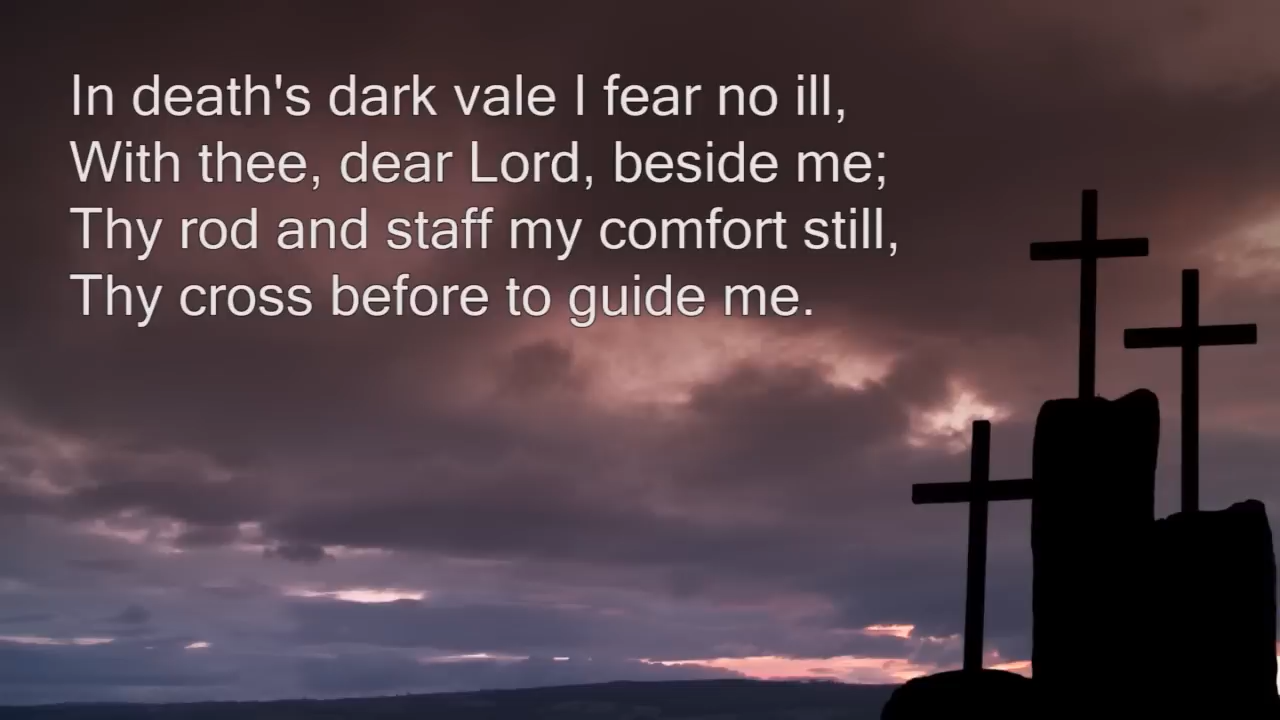 In death's dark vale I fear no ill,
With thee, dear Lord, beside me;
Thy rod and staff my comfort still,
Thy cross before to guide me.